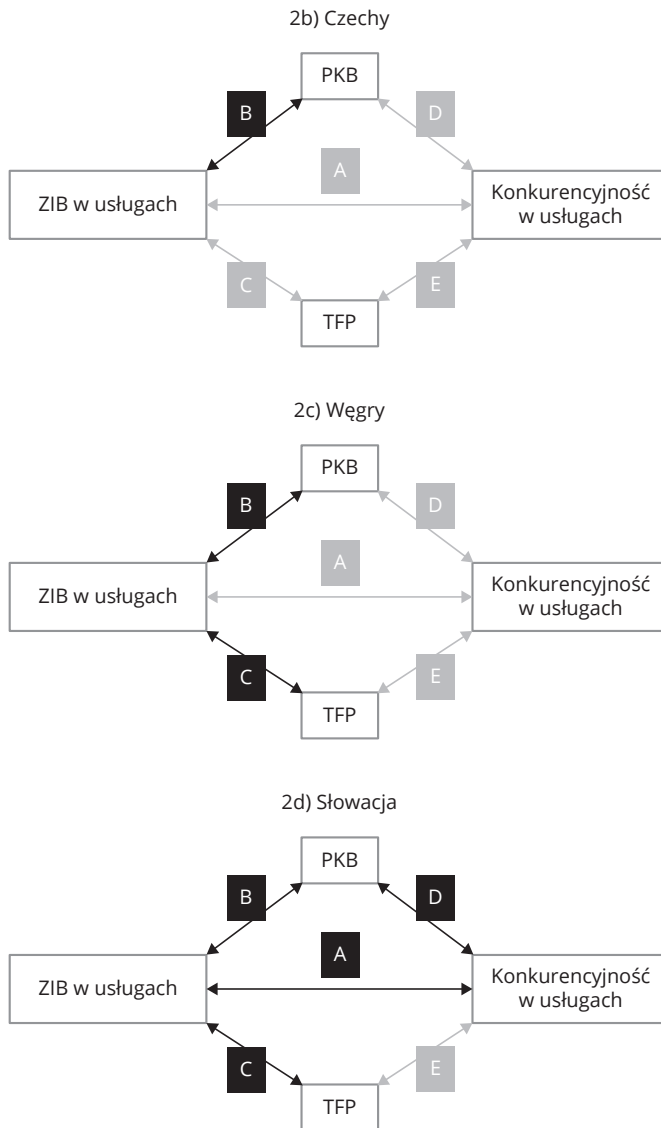 2b) Czechy
PKB
B
D
A
ZIB w usługach
Konkurencyjność
w usługach
C
E
TFP
2c) Węgry
PKB
B
D
A
ZIB w usługach
Konkurencyjność
w usługach
C
E
TFP
2d) Słowacja
PKB
B
D
A
ZIB w usługach
Konkurencyjność
w usługach
C
E
TFP